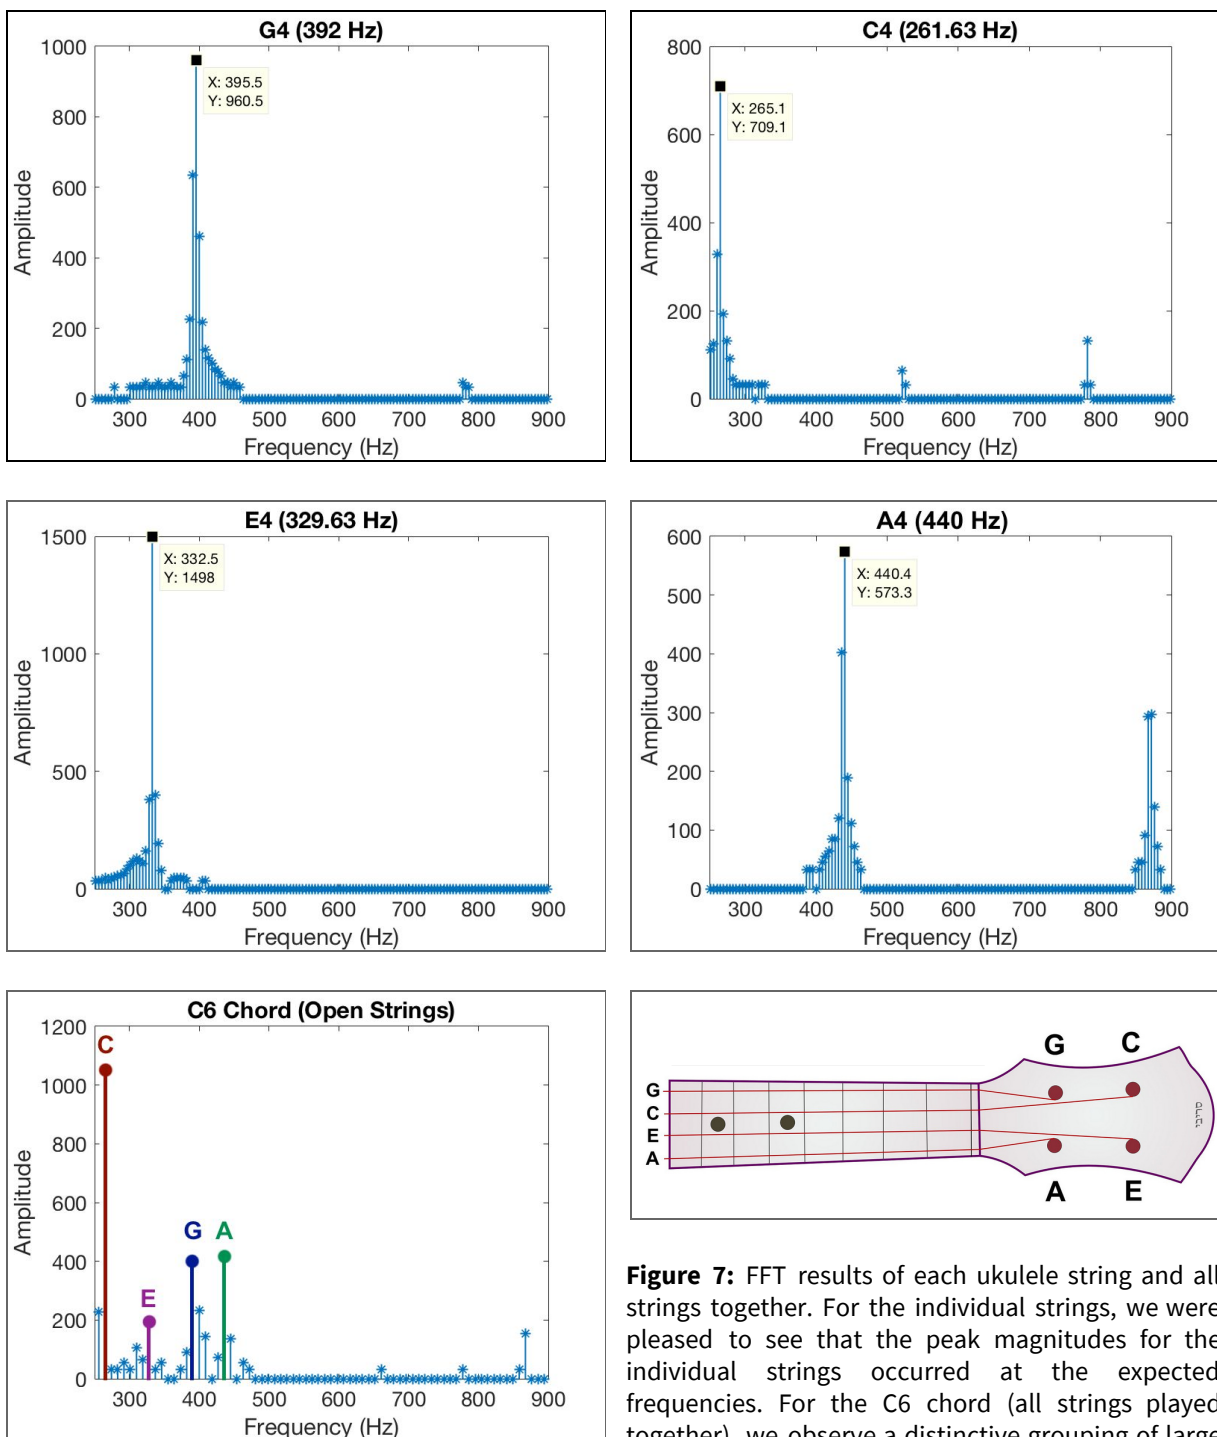 G4 (392 Hz)
1000
800
600
400
200
0
Amplitude
X: 395.5
Y: 960.5
300 400 500 600 700 800 900
Frequency (Hz)
C4 (261.63 Hz)
800
600
400
200
0
Amplitude
X: 265.1
Y: 709.1
300 400 500 600 700 800 900
Frequency (Hz)
E4 (329.63 Hz)
1500
1000
500
0
Amplitude
X: 332.5
Y: 1498
300 400 500 600 700 800 900
Frequency (Hz)
A4 (440 Hz)
600
500
400
300
200
100
0
Amplitude
X: 440.4
Y: 573.3
300 400 500 600 700 800 900
Frequency (Hz)
C6 Chord (Open Strings)
1200
1000
800
600
400
200
0
Amplitude
C
E
G
A
300 400 500 600 700 800 900
Frequency (Hz)
G C
G
C
E
A
A E
Figure 7: FFT results of each ukulele string and all
strings together. For the individual strings, we were
pleased to see that the peak magnitudes for the
individual strings occurred at the expected
frequencies. For the C6 chord (all strings played
together), we observe a distinctive grouping of large